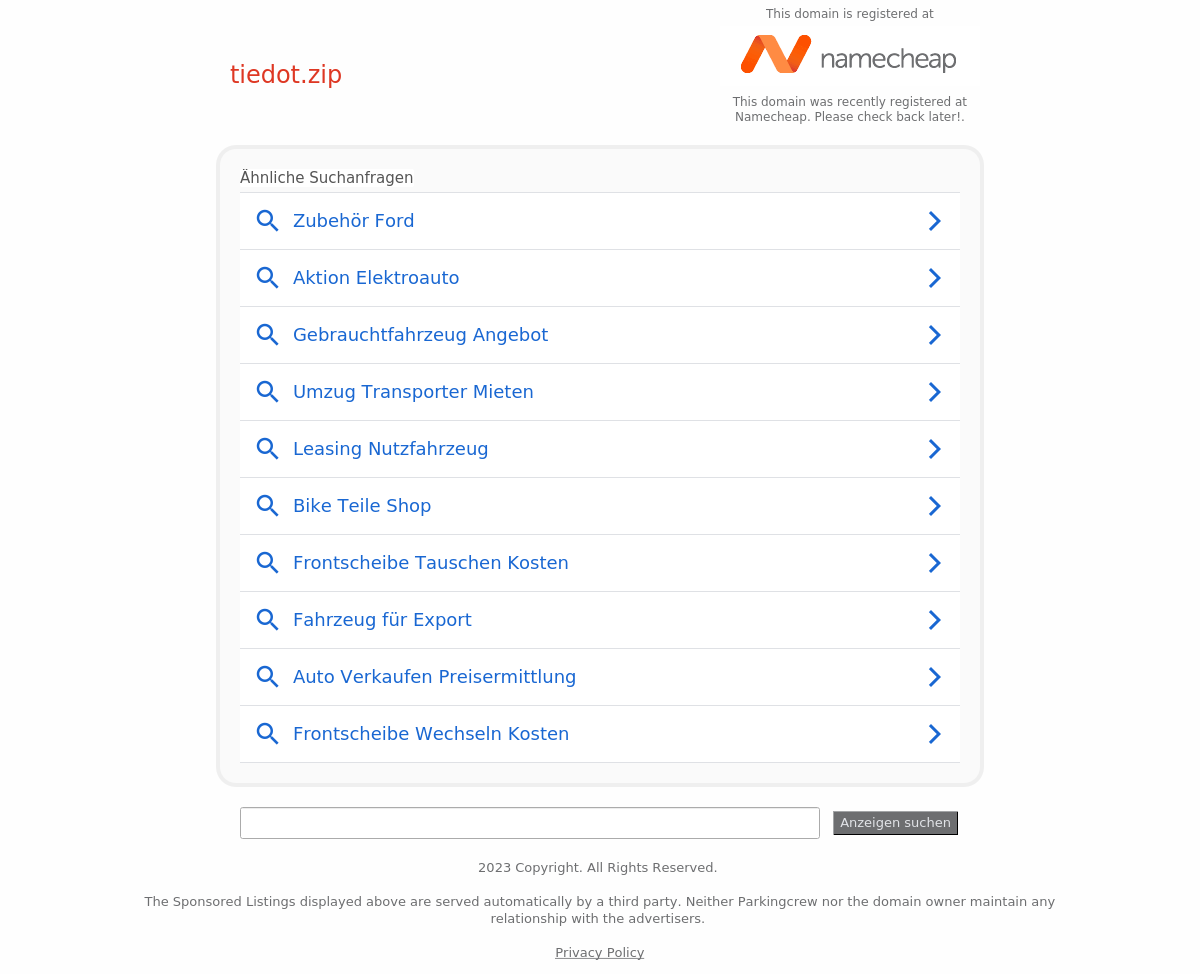 This domain is registered at
namecheap
tiedot.zip
This domain was recently registered at
Namecheap. Please check back later!.
Ähnliche Suchanfragen
Zubehör Ford
Aktion Elektroauto
Gebrauchtfahrzeug Angebot
Umzug Transporter Mieten
Leasing Nutzfahrzeug
Bike Teile Shop
Frontscheibe Tauschen Kosten
Fahrzeug für Export
Auto Verkaufen Preisermittlung
Frontscheibe Wechseln Kosten
Anzeigen suchen
2023 Copyright. All Rights Reserved.
The Sponsored Listings displayed above are served automatically by a third party. Neither Parkingcrew nor the domain owner maintain any
relationship with the advertisers.
Privacy Policy